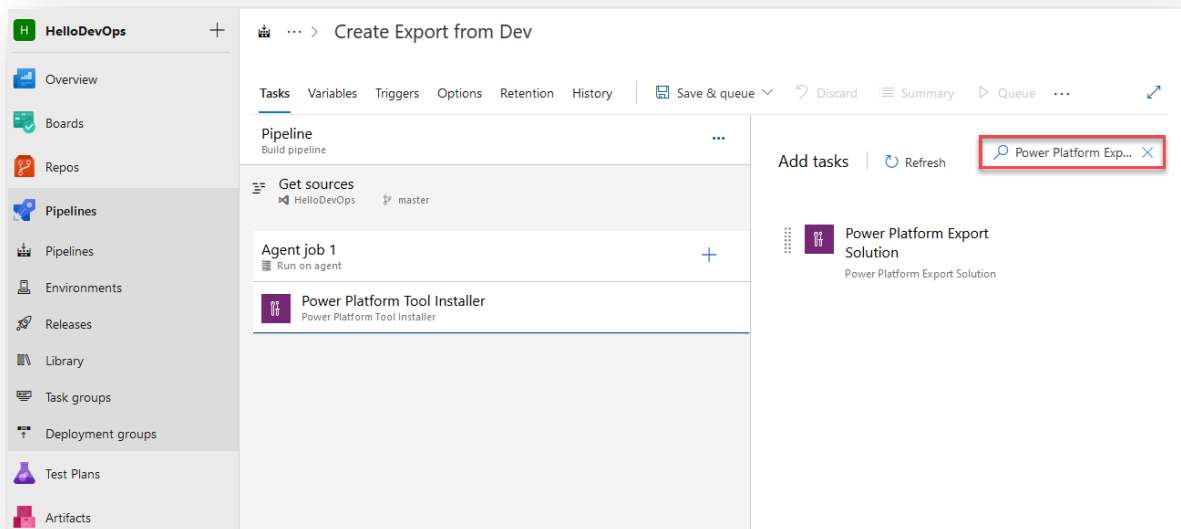 H HelloDevOps
... > Create Export from Dev
Overview
Boards
Repos
Pipelines
Pipelines
Environments
Releases
Library
Task groups
Deployment groups
Test Plans
Artifacts
Tasks Variables Triggers Options Retention History Save & queue Discard Summary Queue ...
Pipeline
Build pipeline
Get sources
HelloDevOps master
Agent job 1
Run on agent
Power Platform Tool Installer
Power Platform Tool Installer
Add tasks Refresh Power Platform Exp...
Power Platform Export
Solution
Power Platform Export Solution